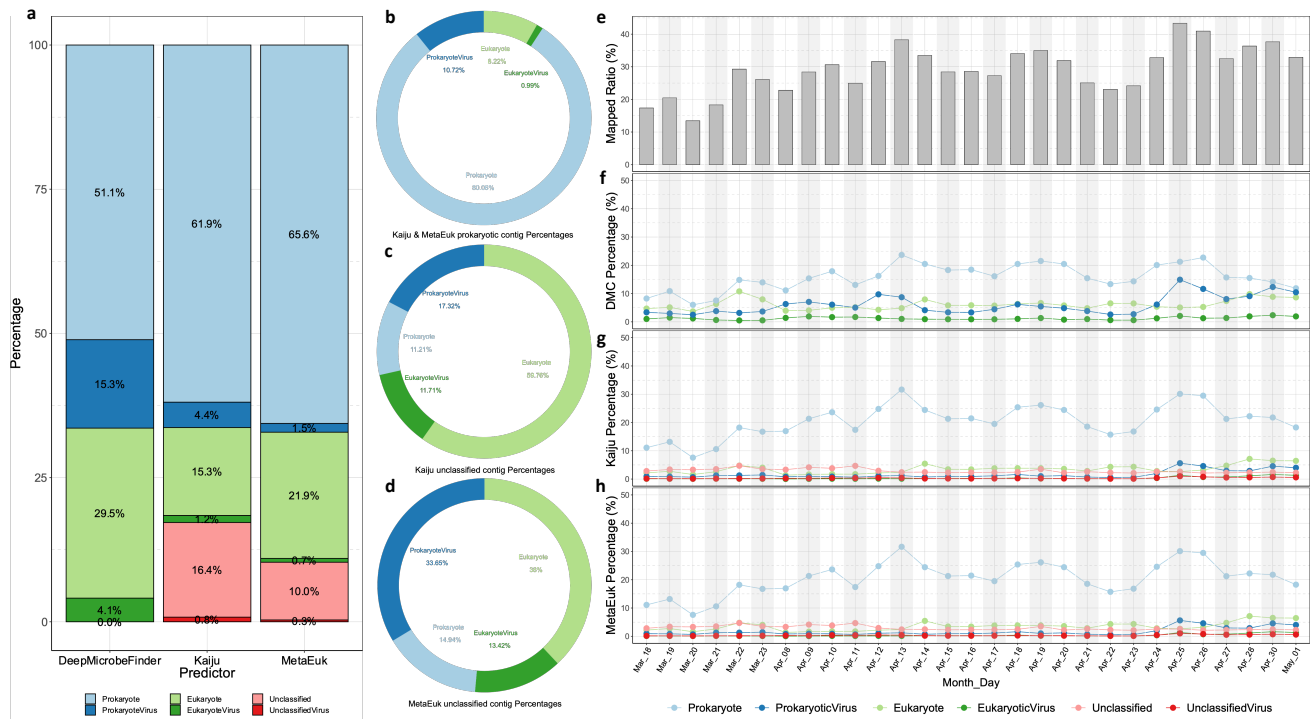 a
100
75
50
25
0
Percentage
51.1%
15.3%
29.5%
4.1%
0.0%
61.9%
4.4%
15.3%
1.2%
16.4%
0.8%
65.6%
1.5%
21.9%
0.7%
10.0%
0.3%
DeepMicrobeFinder
Kaiju
MetaEuk
Predictor
Prokaryote
ProkaryoteVirus
Eukaryote
EukaryoteVirus
Unclassified
UnclassifiedVirus
b
ProkaryoteVirus
10.72%
Eukaryote
EukaryoteVirus
0.99%
Prokaryote
Kaiju & MetaEuk prokaryotic contig Percentages
c
ProkaryoteVirus
17.32%
Prokaryote
11.21%
EukaryoteVirus
11.71%
Eukaryote
Kaiju unclassified contig Percentages
d
ProkaryoteVirus
33.65%
Eukaryote
Prokaryote
14.94%
EukaryoteVirus
13.42%
MetaEuk unclassified contig Percentages
e
Mapped Ratio (%)
40
30
20
10
0
f
DMC Percentage (%)
50
40
30
20
10
0
g
Kaiju Percentage (%)
50
40
30
20
10
0
h
MetaEuk Percentage (%)
50
40
30
20
10
0
Mar_18
Mar_19
Mar_20
Mar_21
Mar_22
Mar_23
Apr_08
Apr_09
Apr_10
Apr_11
Apr_12
Apr_13
Apr_14
Apr_15
Apr_16
Apr_17
Apr_18
Apr_19
Apr_20
Apr_21
Apr_22
Apr_23
Apr_24
Apr_25
Apr_26
Apr_27
Apr_28
Apr_30
May_01
Month_Day
Prokaryote
ProkaryoticVirus
Eukaryote
EukaryoticVirus
Unclassified
UnclassifiedVirus